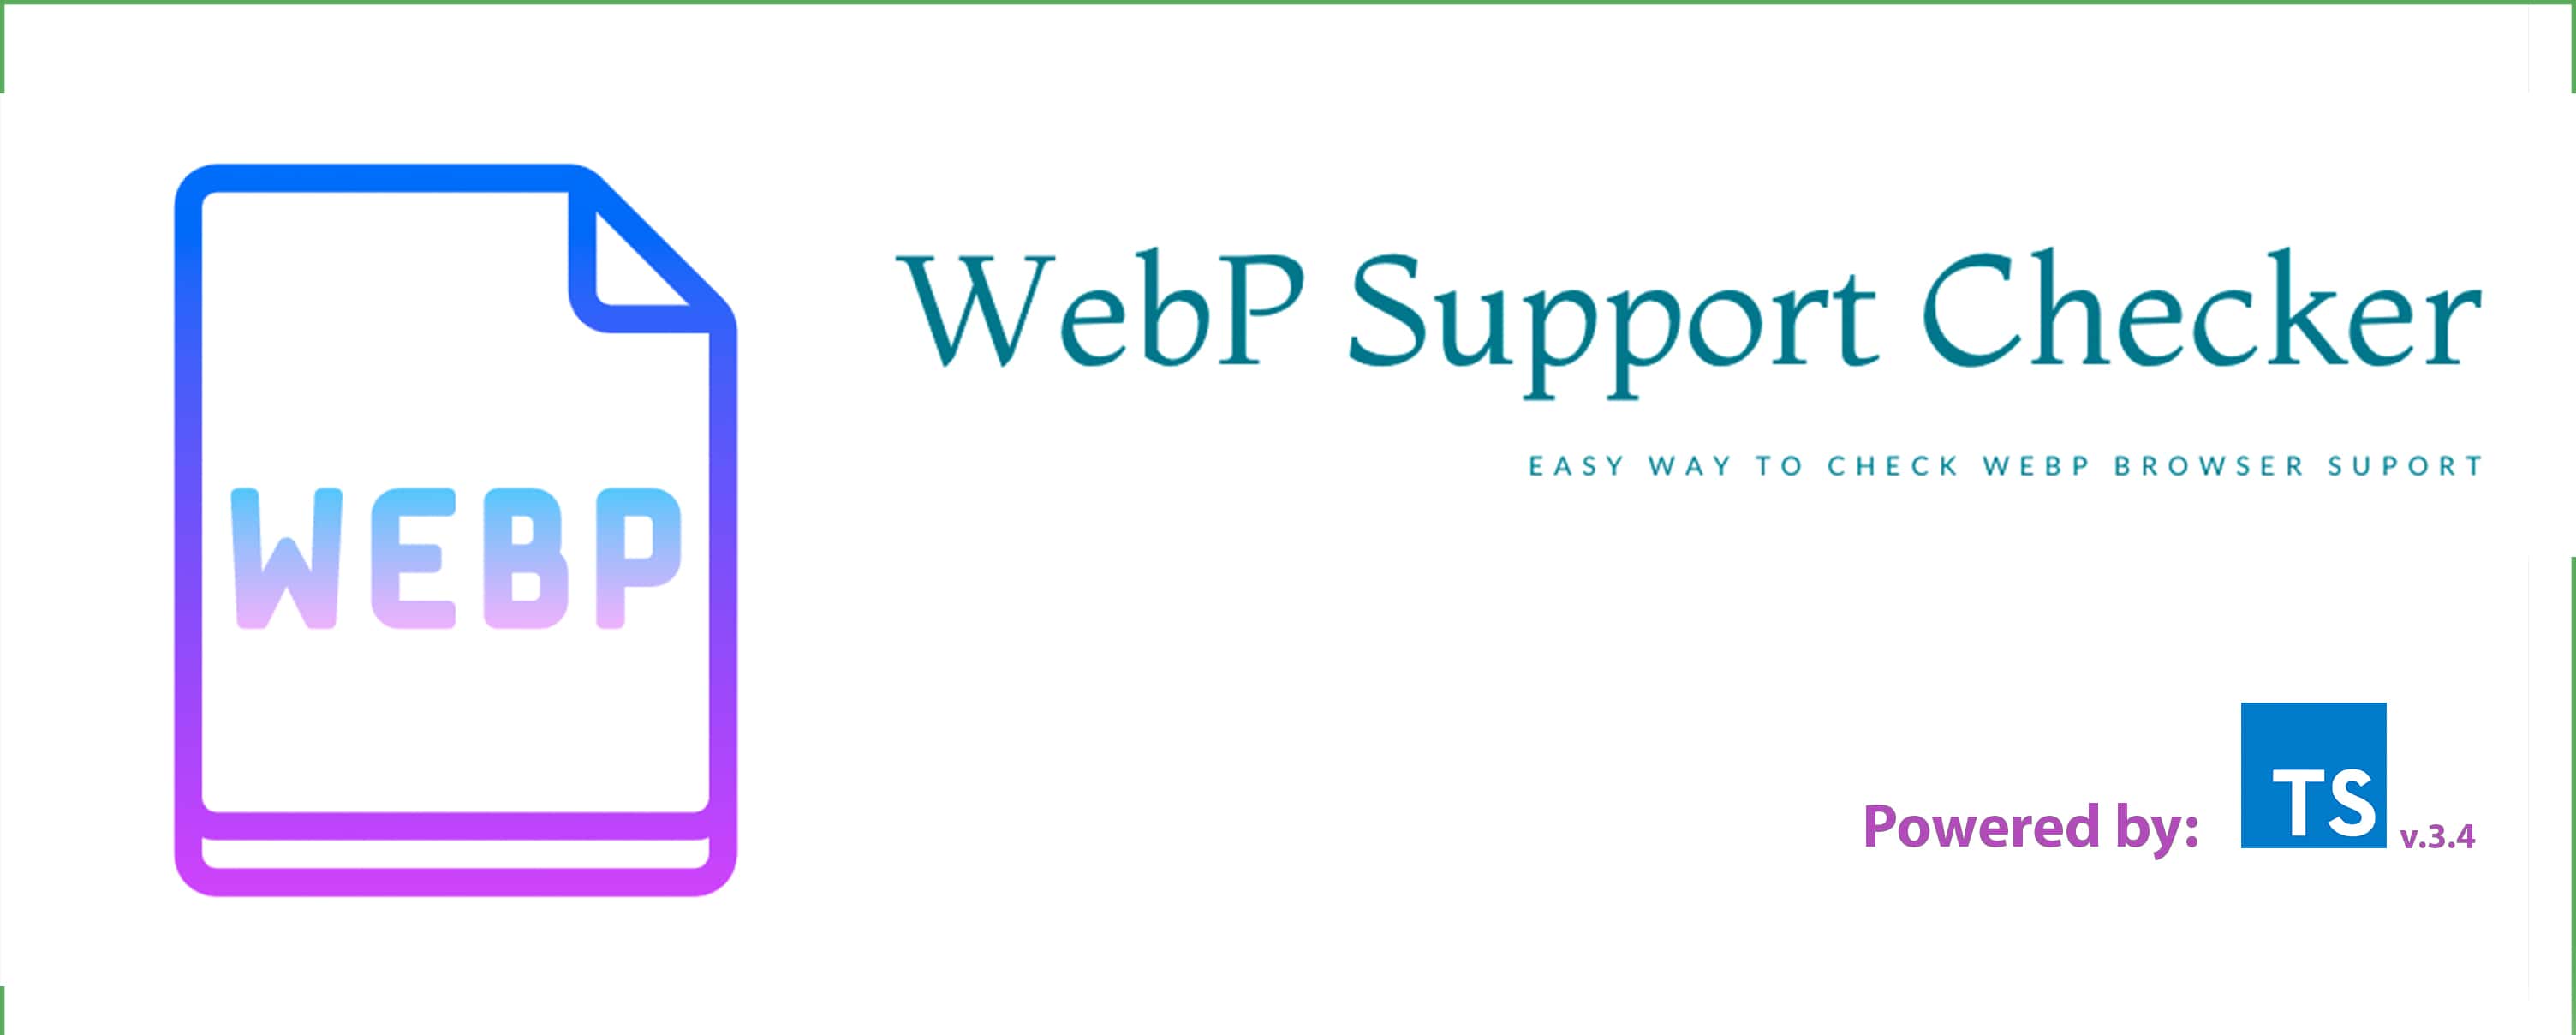 WEBP
WebP Support Checker
EASY WAY TO CHECK WEBP BROWSER SUPORT
Powered by:
TS
v.3.4